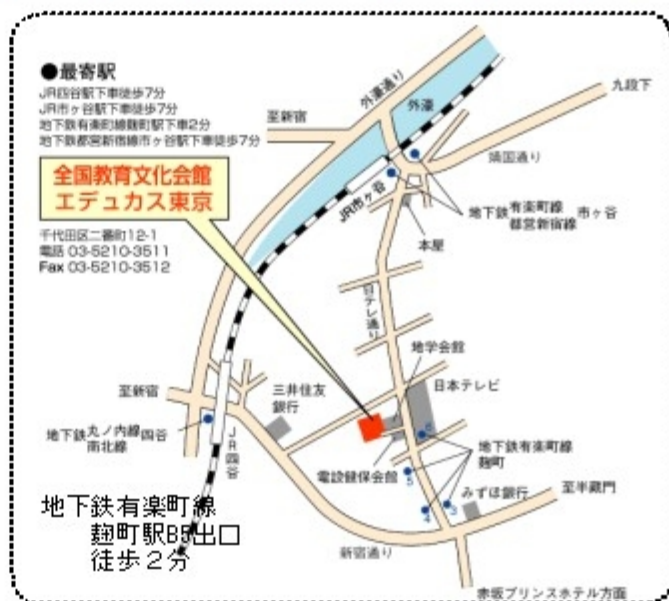 ●最寄駅
JR四谷駅下車徒歩7分
JR市ヶ谷駅下車徒歩7分
地下鉄有楽町線麹町駅下車2分
地下鉄都営新宿線市ヶ谷駅下車徒歩7分
全国教育文化会館
エデュカス東京
千代田区二番町12-1
電話 03-5210-3511
Fax 03-5210-3512
至新宿
外濠通り
外濠
九段下
靖国通り
JR市ヶ谷
地下鉄有楽町線
都営新宿線
市ヶ谷
本屋
日テレ通り
地学会館
日本テレビ
至新宿
三井住友
銀行
地下鉄丸ノ内線
南北線
四谷
JR四谷
電設健保会館
地下鉄有楽町線
麹町
6
5
4
3
みずほ銀行
至半蔵門
新宿通り
赤坂プリンスホテル方面
地下鉄有楽町線
麹町駅B5出口
徒歩２分